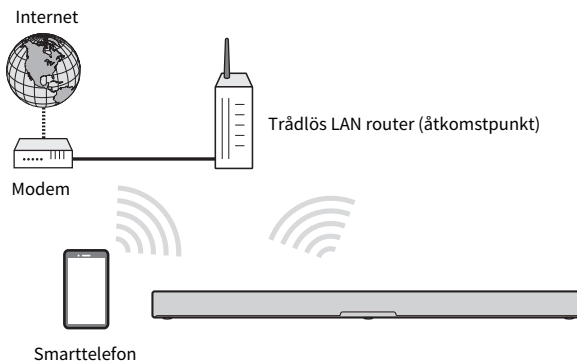 Internet
Trådlös LAN router (åtkomstpunkt)
Modem
Smarttelefon